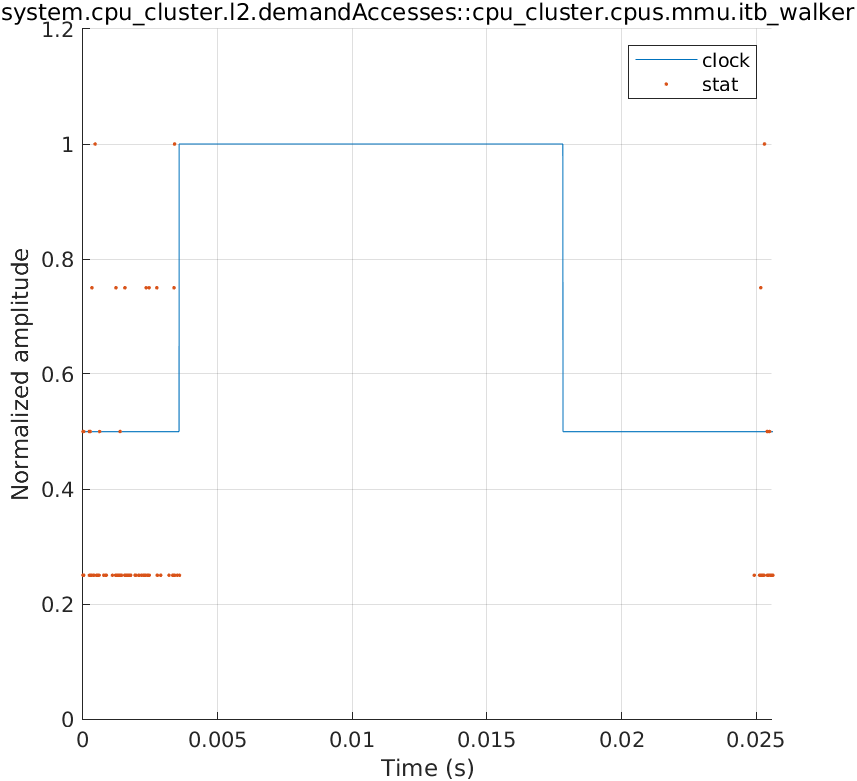 system.cpu_cluster.l2.demandAccesses::cpu_cluster.cpus.mmu.itb_walker
1.2
clock
stat
1
0.8
Normalized amplitude
0.6
0.4
0.2
0
0 0.005 0.01 0.015 0.02 0.025
Time (s)